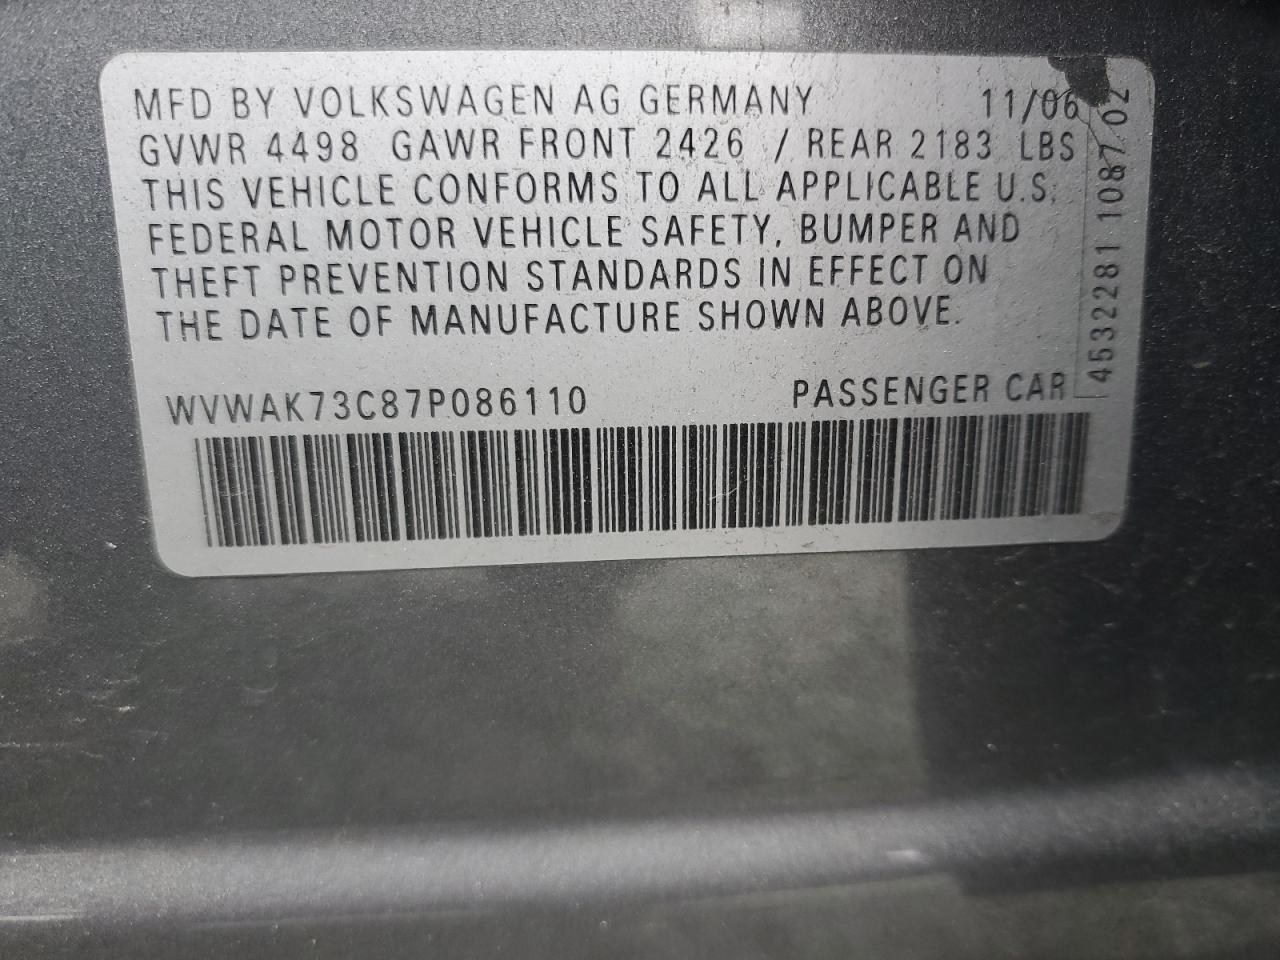 MFD BY VOLKSWAGEN AG GERMANY 11/06
GVWR 4498 GAWR FRONT 2426 / REAR 2183 LBS
THIS VEHICLE CONFORMS TO ALL APPLICABLE U.S.
FEDERAL MOTOR VEHICLE SAFETY, BUMPER AND
THEFT PREVENTION STANDARDS IN EFFECT ON
THE DATE OF MANUFACTURE SHOWN ABOVE.
WVWAK73C87P086110 PASSENGER CAR
4532281 1087 02